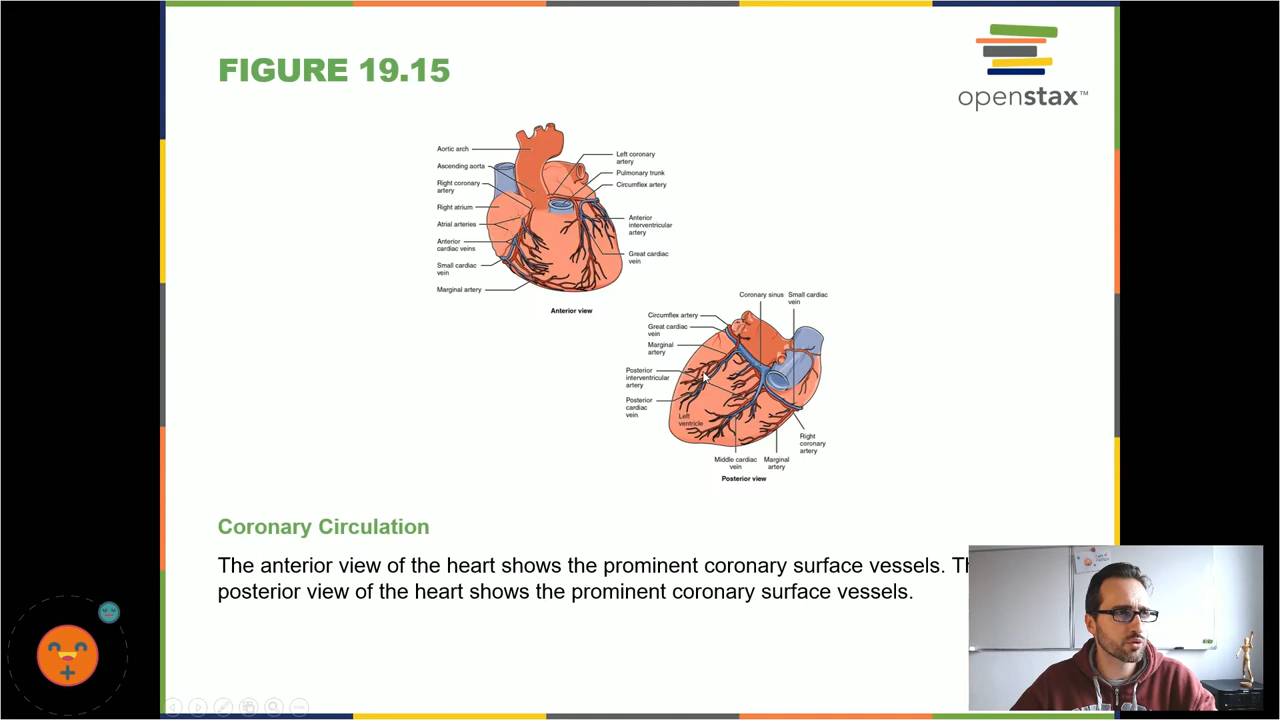 FIGURE 19.15
openstax™
Aortic arch
Ascending aorta
Right coronary
artery
Right atrium
Atrial arteries
Anterior
cardiac veins
Small cardiac
vein
Marginal artery
Left coronary
artery
Pulmonary trunk
Circumflex artery
Anterior
interventricular
artery
Great cardiac
vein
Anterior view
Coronary sinus
Small cardiac
vein
Circumflex artery
Great cardiac
vein
Marginal
artery
Posterior
interventricular
artery
Posterior
cardiac
vein
Left
ventricle
Right
coronary
artery
Middle cardiac
vein
Marginal
artery
Posterior view
Coronary Circulation
The anterior view of the heart shows the prominent coronary surface vessels.
posterior view of the heart shows the prominent coronary surface vessels.